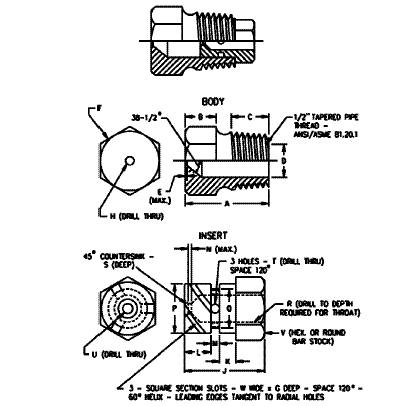 BODY
F
38-1/2°
B
C
1/2" TAPERED PIPE
THREAD -
ANSI/ASME B1.20.1
D
E
(MAX.)
A
H (DRILL THRU)
INSERT
N (MAX.)
45° COUNTERSINK -
S (DEEP)
3 HOLES - T (DRILL THRU)
SPACE 120°
P
Q
R (DRILL TO DEPTH
REQUIRED FOR THROAT)
V (HEX. OR ROUND
BAR STOCK)
U (DRILL THRU)
L
M
K
J
3 - SQUARE SECTION SLOTS - W WIDE x G DEEP - SPACE 120° -
60° HELIX - LEADING EDGES TANGENT TO RADIAL HOLES